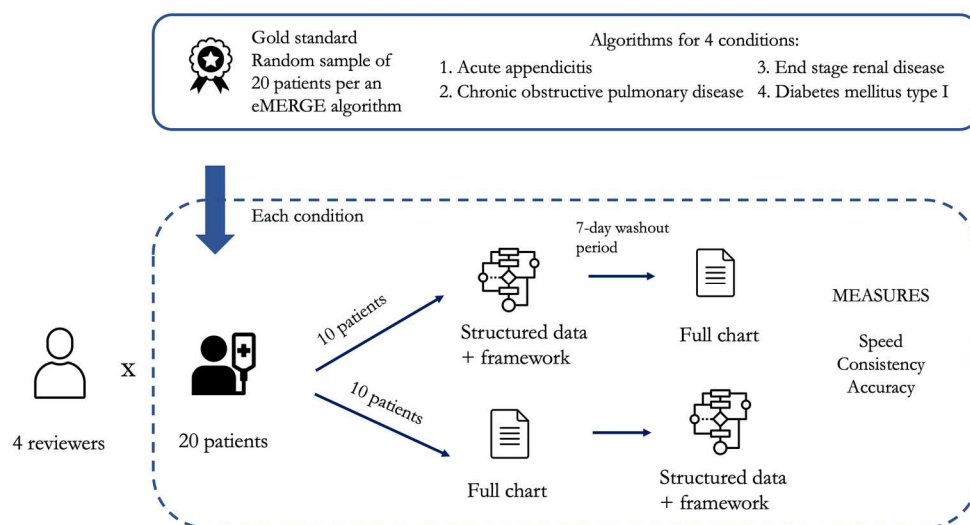 Gold standard
Random sample of
20 patients per an
eMERGE algorithm
Algorithms for 4 conditions:
1. Acute appendicitis
2. Chronic obstructive pulmonary disease
3. End stage renal disease
4. Diabetes mellitus type I
Each condition
4 reviewers
x
20 patients
10 patients
Structured data
+ framework
7-day washout
period
Full chart
10 patients
Full chart
Structured data
+ framework
MEASURES
Speed
Consistency
Accuracy